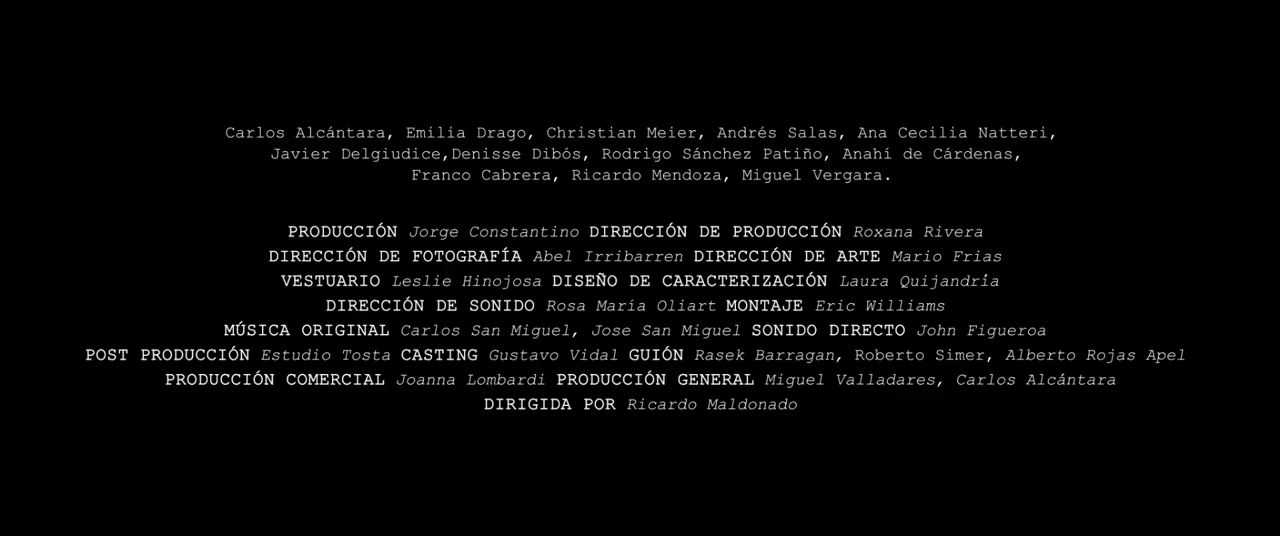 Carlos Alcántara, Emilia Drago, Christian Meier, Andrés Salas, Ana Cecilia Natteri,
Javier Delgiudice,Denisse Dibós, Rodrigo Sánchez Patiño, Anahí de Cárdenas,
Franco Cabrera, Ricardo Mendoza, Miguel Vergara.
PRODUCCIÓN Jorge Constantino DIRECCIÓN DE PRODUCCIÓN Roxana Rivera
DIRECCIÓN DE FOTOGRAFÍA Abel Irribarren DIRECCIÓN DE ARTE Mario Frias
VESTUARIO Leslie Hinojosa DISEÑO DE CARACTERIZACIÓN Laura Quijandría
DIRECCIÓN DE SONIDO Rosa María Oliart MONTAJE Eric Williams
MÚSICA ORIGINAL Carlos San Miguel, Jose San Miguel SONIDO DIRECTO John Figueroa
POST PRODUCCIÓN Estudio Tosta CASTING Gustavo Vidal GUIÓN Rasek Barragan, Roberto Simer, Alberto Rojas Apel
PRODUCCIÓN COMERCIAL Joanna Lombardi PRODUCCIÓN GENERAL Miguel Valladares, Carlos Alcántara
DIRIGIDA POR Ricardo Maldonado